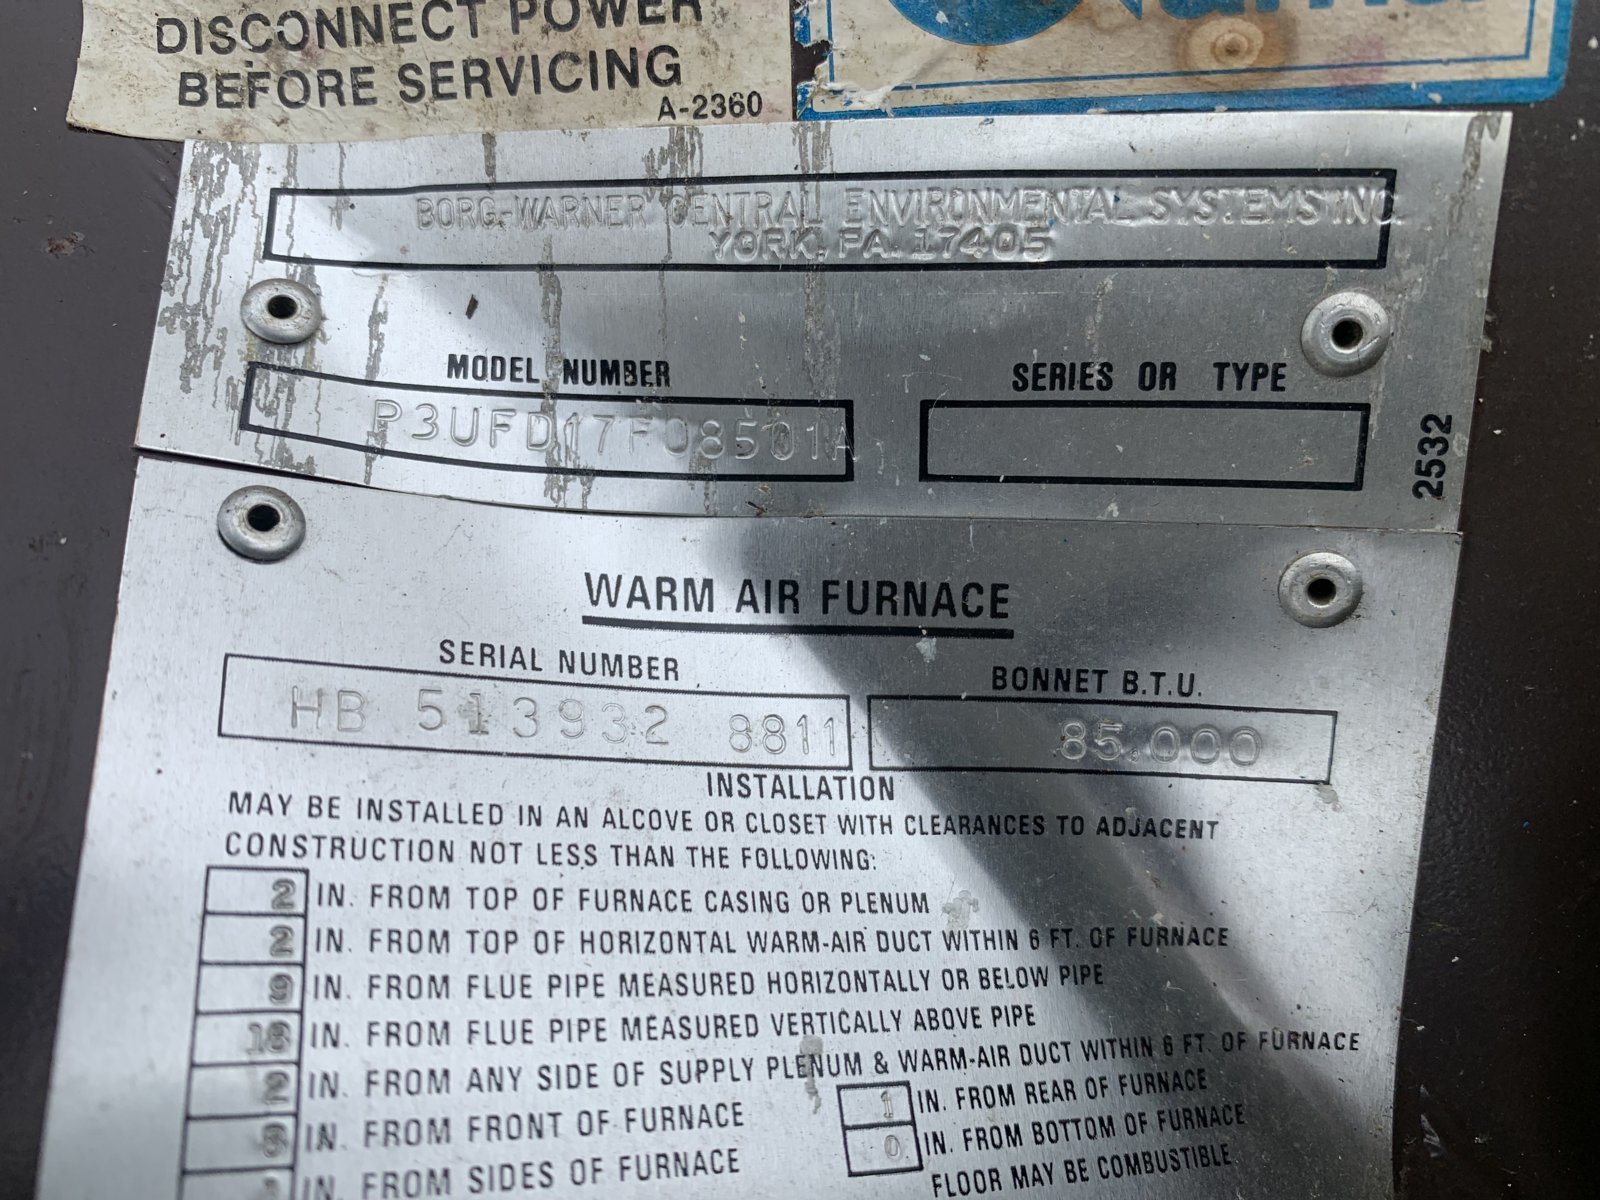 DISCONNECT POWER
BEFORE SERVICING
A-2360
BORG-WARNER CENTRAL ENVIRONMENTAL SYSTEMS INC.
YORK, PA. 17405
MODEL NUMBER
SERIES OR TYPE
P3UFD17F08501A
2532
WARM AIR FURNACE
SERIAL NUMBER
BONNET B.T.U.
HB 513932 8811
85,000
INSTALLATION
MAY BE INSTALLED IN AN ALCOVE OR CLOSET WITH CLEARANCES TO ADJACENT
CONSTRUCTION NOT LESS THAN THE FOLLOWING:
2 IN. FROM TOP OF FURNACE CASING OR PLENUM
2 IN. FROM TOP OF HORIZONTAL WARM-AIR DUCT WITHIN 6 FT. OF FURNACE
9 IN. FROM FLUE PIPE MEASURED HORIZONTALLY OR BELOW PIPE
18 IN. FROM FLUE PIPE MEASURED VERTICALLY ABOVE PIPE
2 IN. FROM ANY SIDE OF SUPPLY PLENUM & WARM-AIR DUCT WITHIN 6 FT. OF FURNACE
IN. FROM FRONT OF FURNACE
1 IN. FROM REAR OF FURNACE
IN. FROM SIDES OF FURNACE
0 IN. FROM BOTTOM OF FURNACE
FLOOR MAY BE COMBUSTIBLE